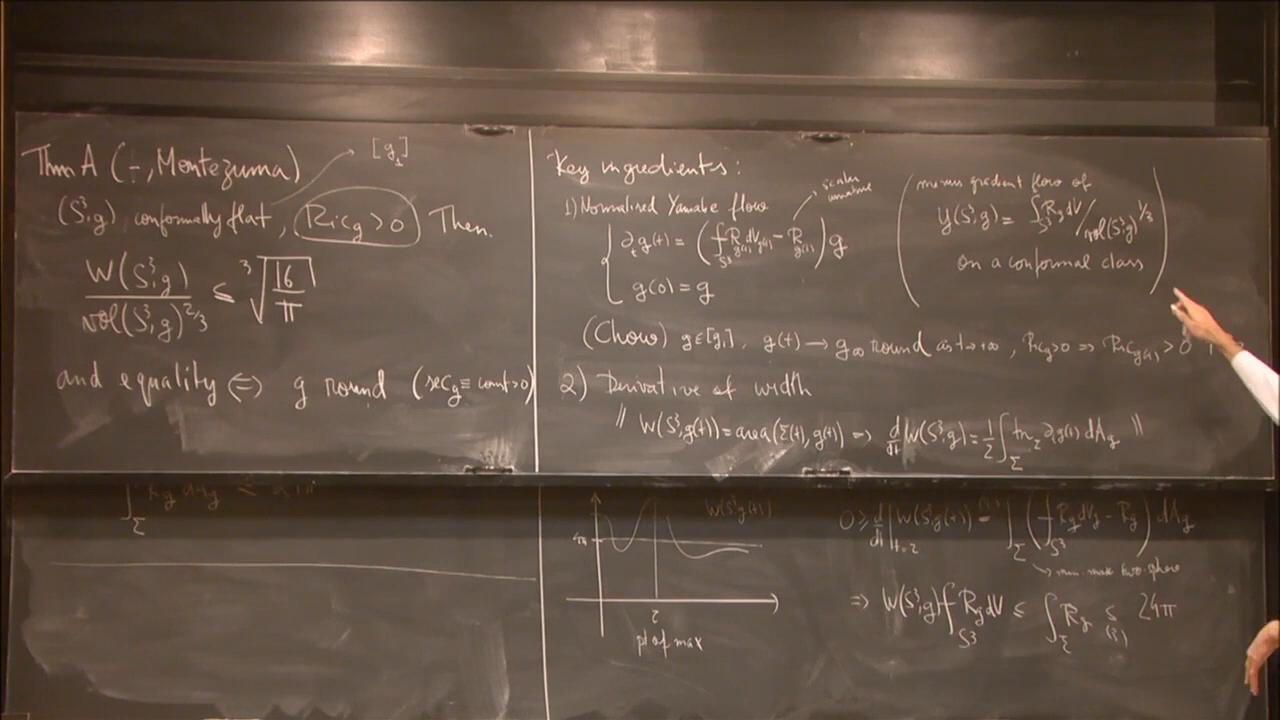 Thm A (–, Montezuma)
[g₁]
(S³, g) conformally flat, Ric_g > 0 Then.
W(S³, g) / vol(S³, g)^{2/3} ≤ ∛(16/π)
and equality ⇔ g round (sec_g ≡ const > 0)
Key ingredients:
1) Normalized Yamabe flow
scalar curvature
{ ∂_t g(t) = (⨍_{S³} R_{g(t)} dV_{g(t)} − R_{g(t)}) g
g(0) = g
(minus gradient flow of
Y(S³, g) = ∫_{S³} R_g dV / vol(S³, g)^{1/3}
on a conformal class)
(Chow) g ∈ [g₁], g(t) → g_∞ round as t → +∞, Ric_g > 0 ⇒ Ric_{g(t)} > 0
2) Derivative of width
" W(S³, g(t)) = area(Σ(t), g(t)) ⇒ d/dt W(S³, g) = 1/2 ∫_Σ tr_Σ ∂_t g(t) dA_g "
∫_Σ R_g dA_g ≤ 24π
W(S³, g(t))
4π
τ
pt of max
0 ≥ d/dt|_{t=τ} W(S³, g(t)) = ∫_Σ (⨍_{S³} R_g dV_g − R_g) dA_g
↳ min-max two-sphere
⇒ W(S³, g) ⨍_{S³} R_g dV ≤ ∫_Σ R_g ≤ 24π
(3)